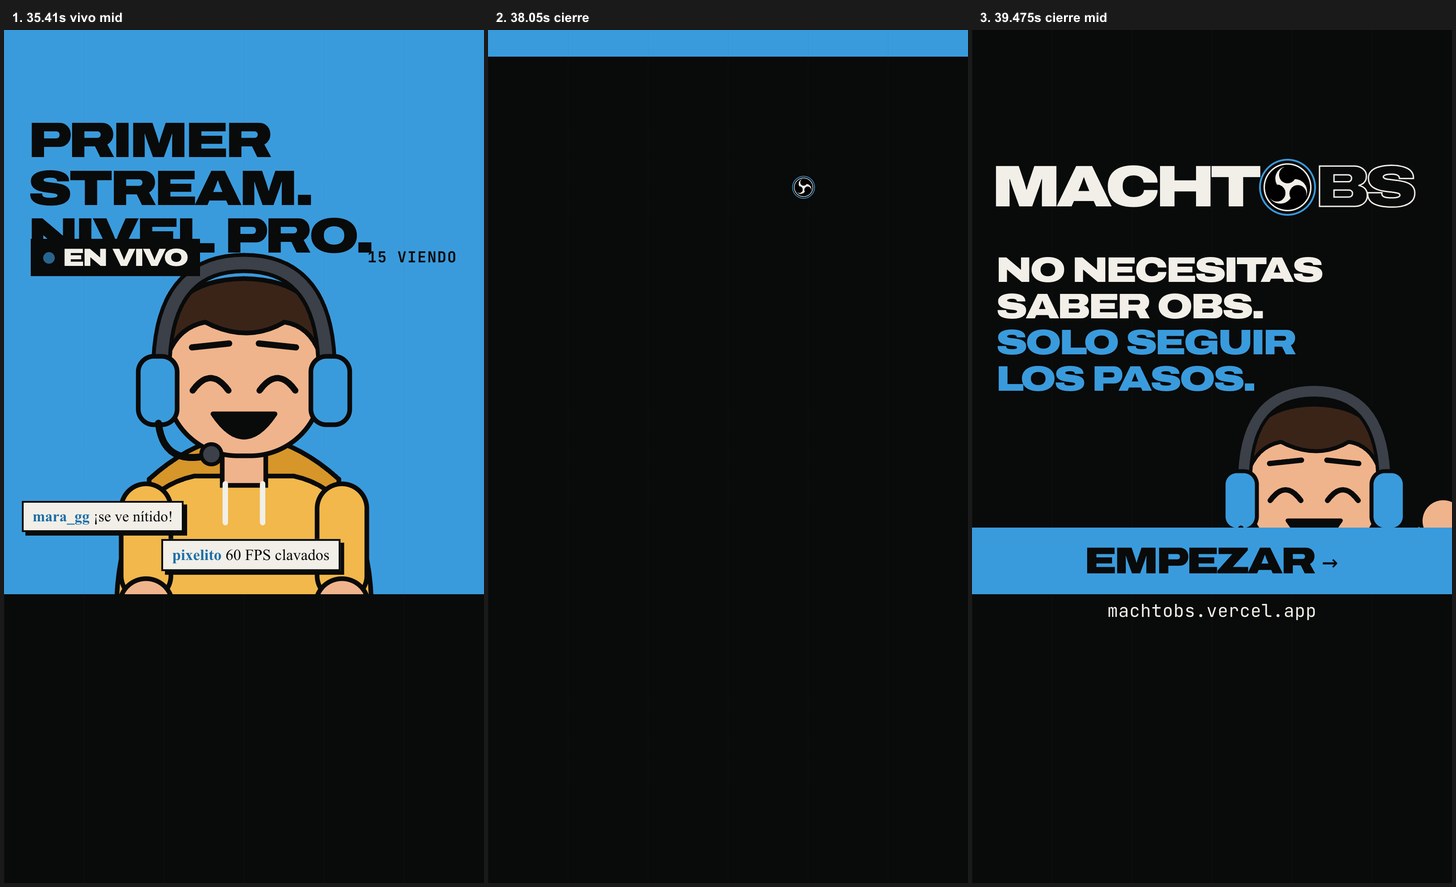 1. 35.41s vivo mid
PRIMER
STREAM.
NIVEL PRO.
EN VIVO
15 VIENDO
mara_gg ¡se ve nítido!
pixelito 60 FPS clavados
2. 38.05s cierre
3. 39.475s cierre mid
MACHTOBS
NO NECESITAS
SABER OBS.
SOLO SEGUIR
LOS PASOS.
EMPEZAR→
machtobs.vercel.app